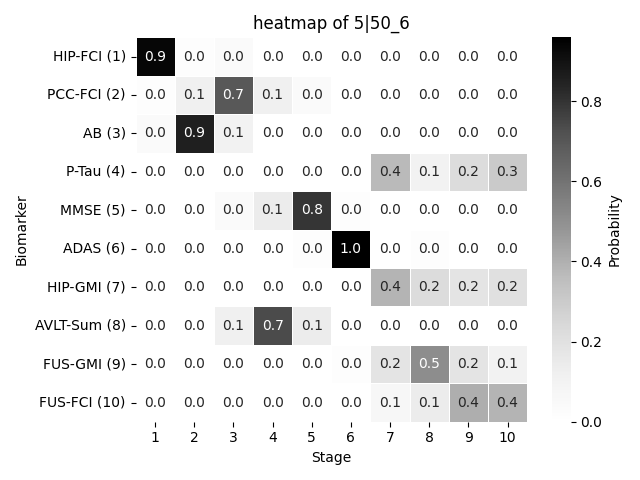 heatmap of 5|50_6
HIP-FCI (1) 0.9 0.0 0.0 0.0 0.0 0.0 0.0 0.0 0.0 0.0
PCC-FCI (2) 0.0 0.1 0.7 0.1 0.0 0.0 0.0 0.0 0.0 0.0
AB (3) 0.0 0.9 0.1 0.0 0.0 0.0 0.0 0.0 0.0 0.0
P-Tau (4) 0.0 0.0 0.0 0.0 0.0 0.0 0.4 0.1 0.2 0.3
MMSE (5) 0.0 0.0 0.0 0.1 0.8 0.0 0.0 0.0 0.0 0.0
ADAS (6) 0.0 0.0 0.0 0.0 0.0 1.0 0.0 0.0 0.0 0.0
HIP-GMI (7) 0.0 0.0 0.0 0.0 0.0 0.0 0.4 0.2 0.2 0.2
AVLT-Sum (8) 0.0 0.0 0.1 0.7 0.1 0.0 0.0 0.0 0.0 0.0
FUS-GMI (9) 0.0 0.0 0.0 0.0 0.0 0.0 0.2 0.5 0.2 0.1
FUS-FCI (10) 0.0 0.0 0.0 0.0 0.0 0.0 0.1 0.1 0.4 0.4
1 2 3 4 5 6 7 8 9 10
Stage
Biomarker
0.8
0.6
0.4
0.2
0.0
Probability